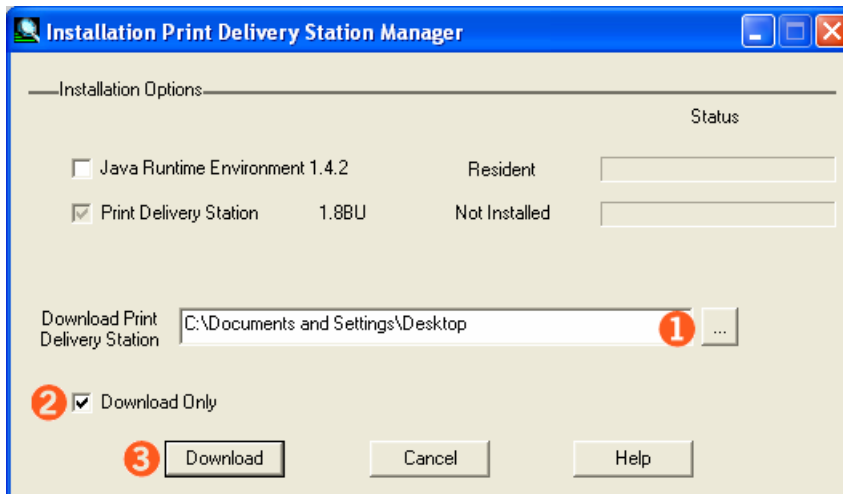 Installation Print Delivery Station Manager
Installation Options
Status
Java Runtime Environment 1.4.2 Resident
Print Delivery Station 1.8BU Not Installed
Download Print
Delivery Station
C:\Documents and Settings\Desktop 1 ...
2 Download Only
3 Download Cancel Help